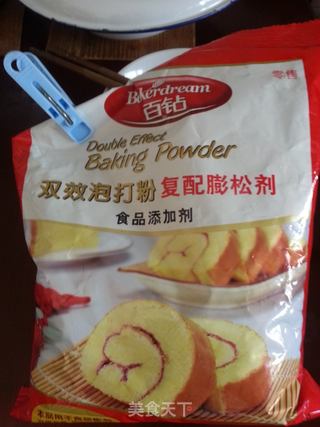 零售
Bakerdream
百钻
Double Effect
Baking Powder
双效泡打粉 复配膨松剂
食品添加剂
美食天下